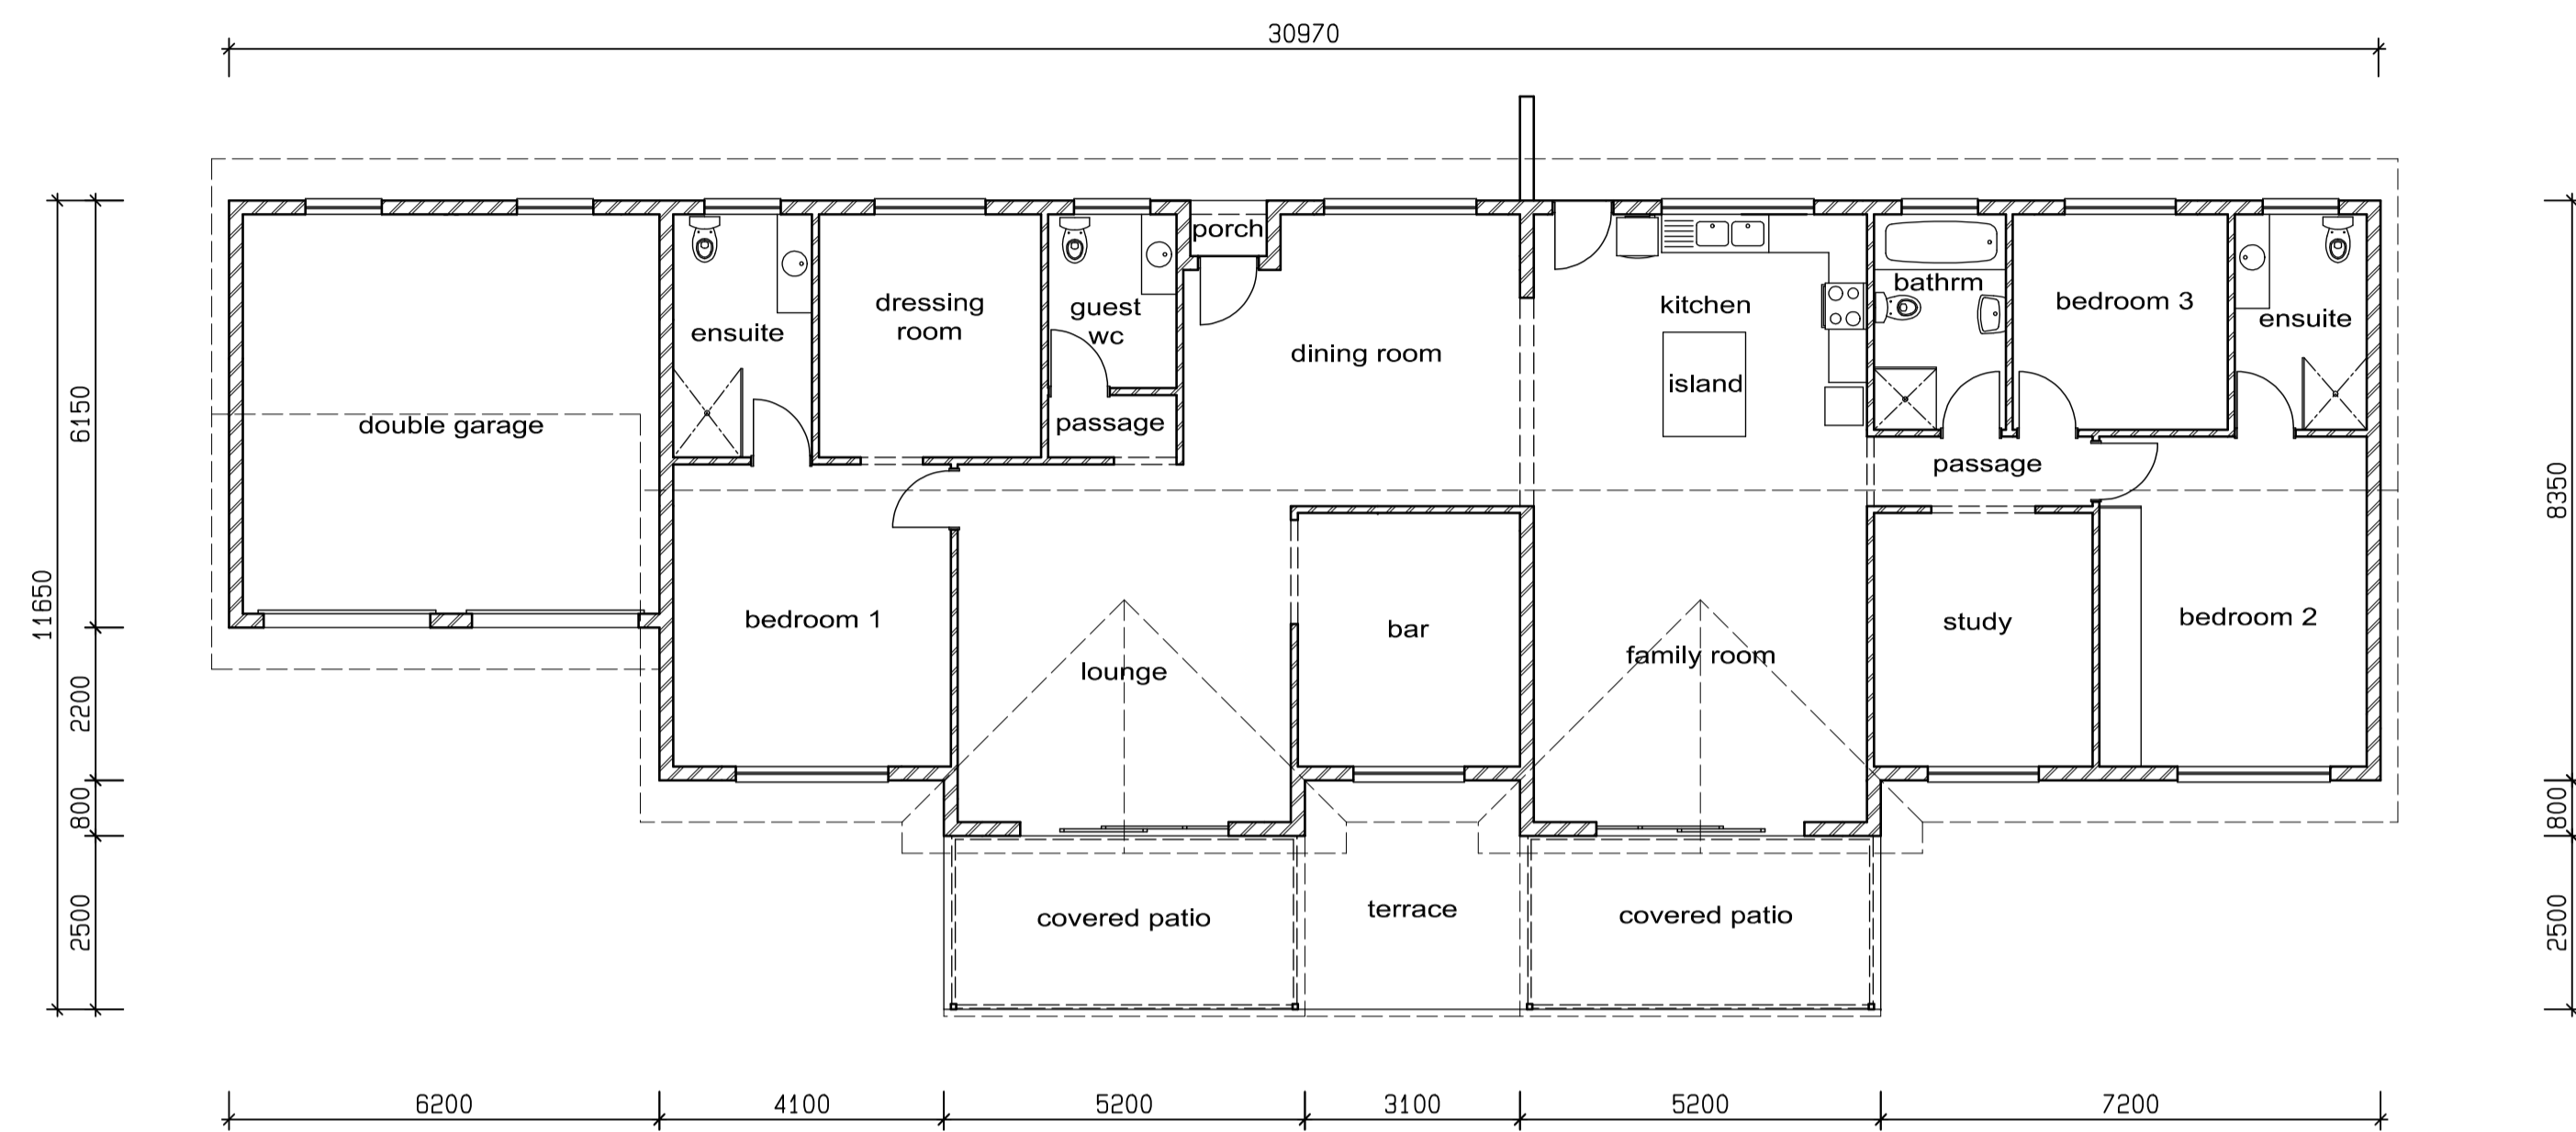 30970
porch
bathrm
bedroom 3
dressing
room
guest
wc
kitchen
ensuite
ensuite
dining room
island
double garage
passage
passage
6150
8350
11650
bedroom 1
bar
study
bedroom 2
lounge
family room
2200
800
800
2500
2500
covered patio
terrace
covered patio
6200
4100
5200
3100
5200
7200